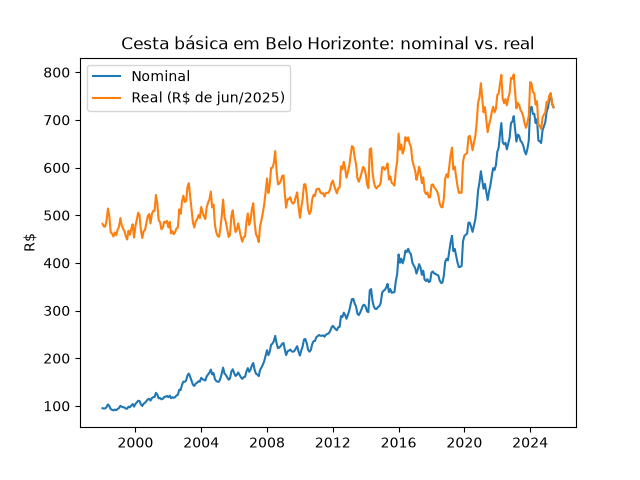 Cesta básica em Belo Horizonte: nominal vs. real
Nominal
Real (R$ de jun/2025)
R$
800
700
600
500
400
300
200
100
2000 2004 2008 2012 2016 2020 2024